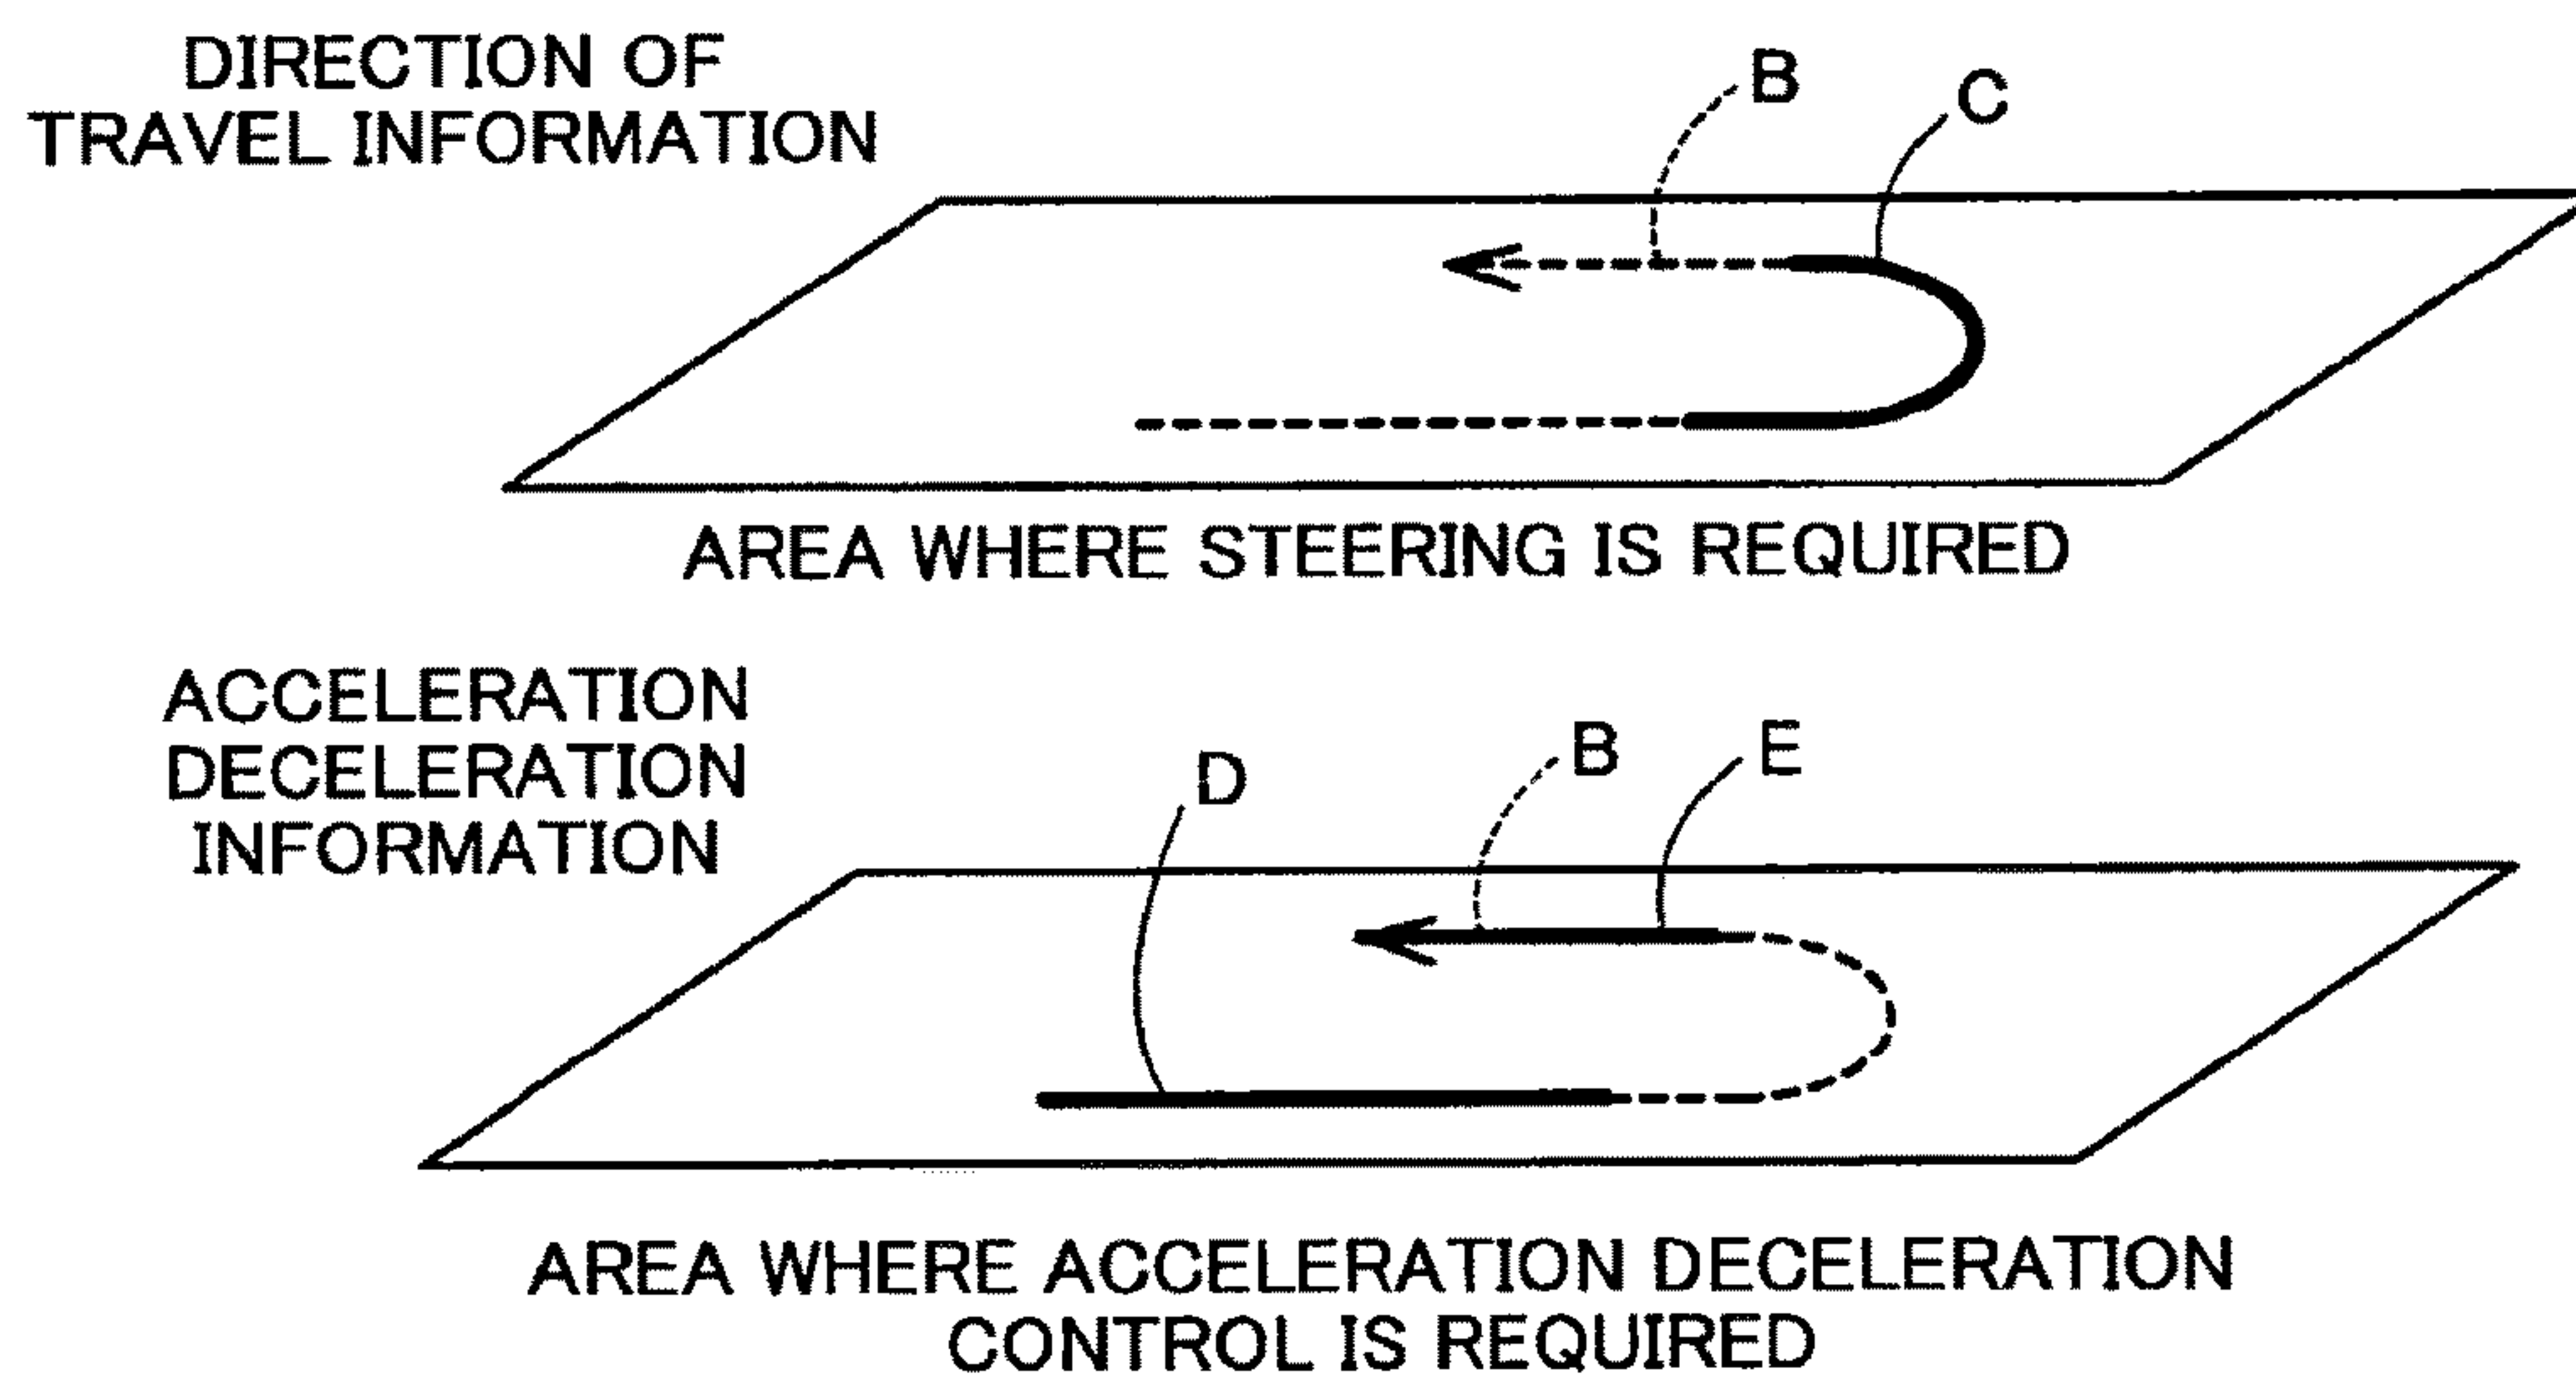 DIRECTION OF
TRAVEL INFORMATION
B
C
AREA WHERE STEERING IS REQUIRED
ACCELERATION
DECELERATION
INFORMATION
D
B
E
AREA WHERE ACCELERATION DECELERATION
CONTROL IS REQUIRED